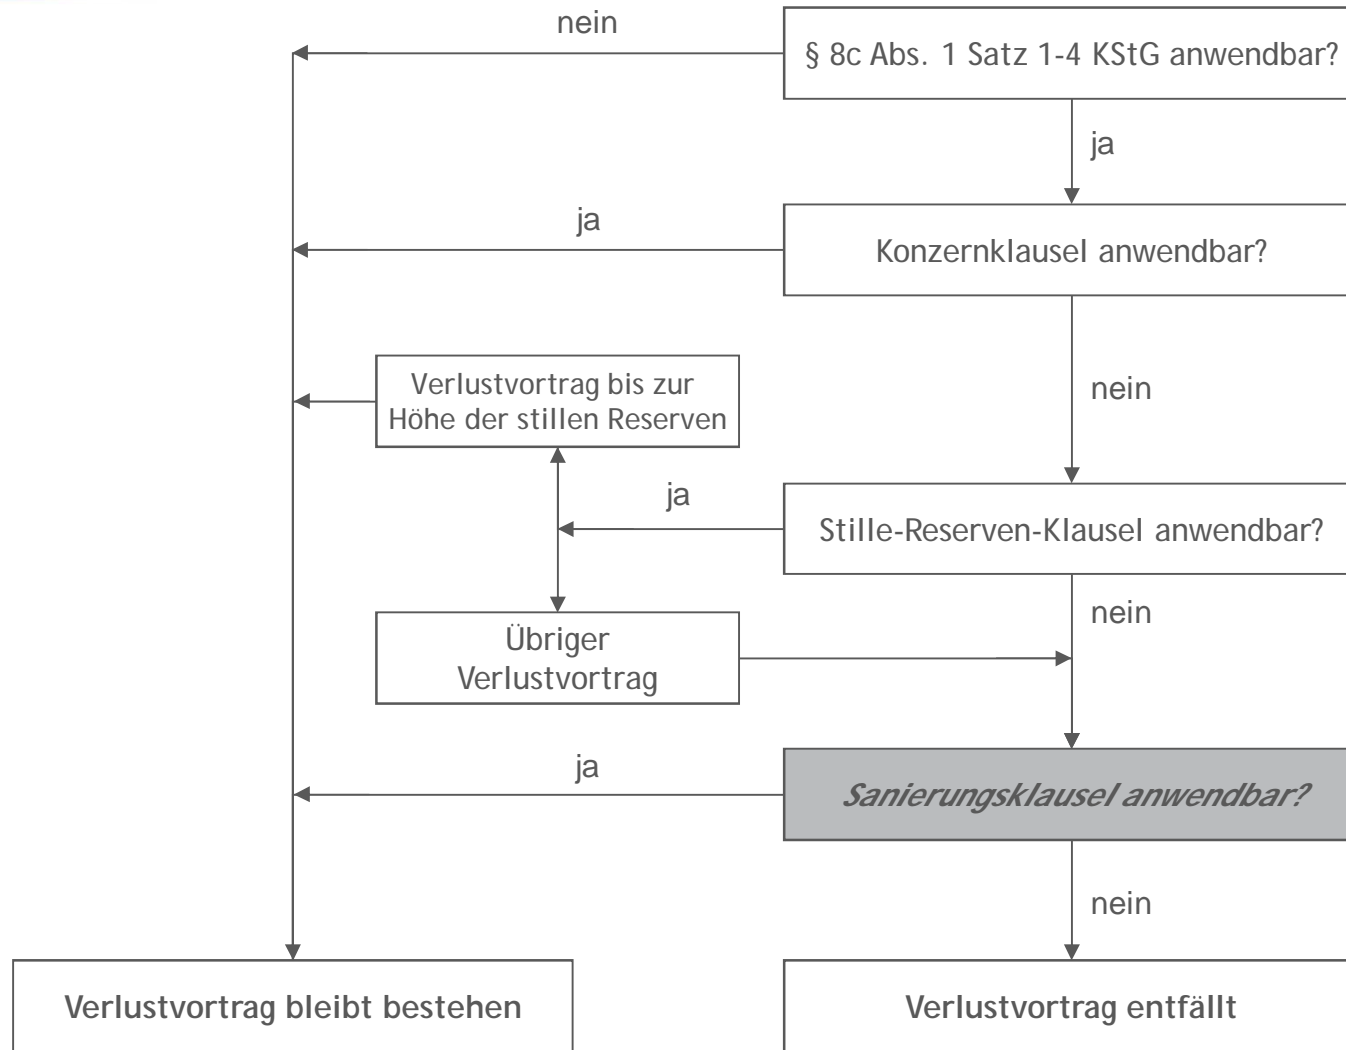 nein
§ 8c Abs. 1 Satz 1-4 KStG anwendbar?
ja
ja
Konzernklausel anwendbar?
Verlustvortrag bis zur
Höhe der stillen Reserven
nein
ja
Stille-Reserven-Klausel anwendbar?
nein
Übriger
Verlustvortrag
ja
Sanierungsklausel anwendbar?
nein
Verlustvortrag bleibt bestehen
Verlustvortrag entfällt